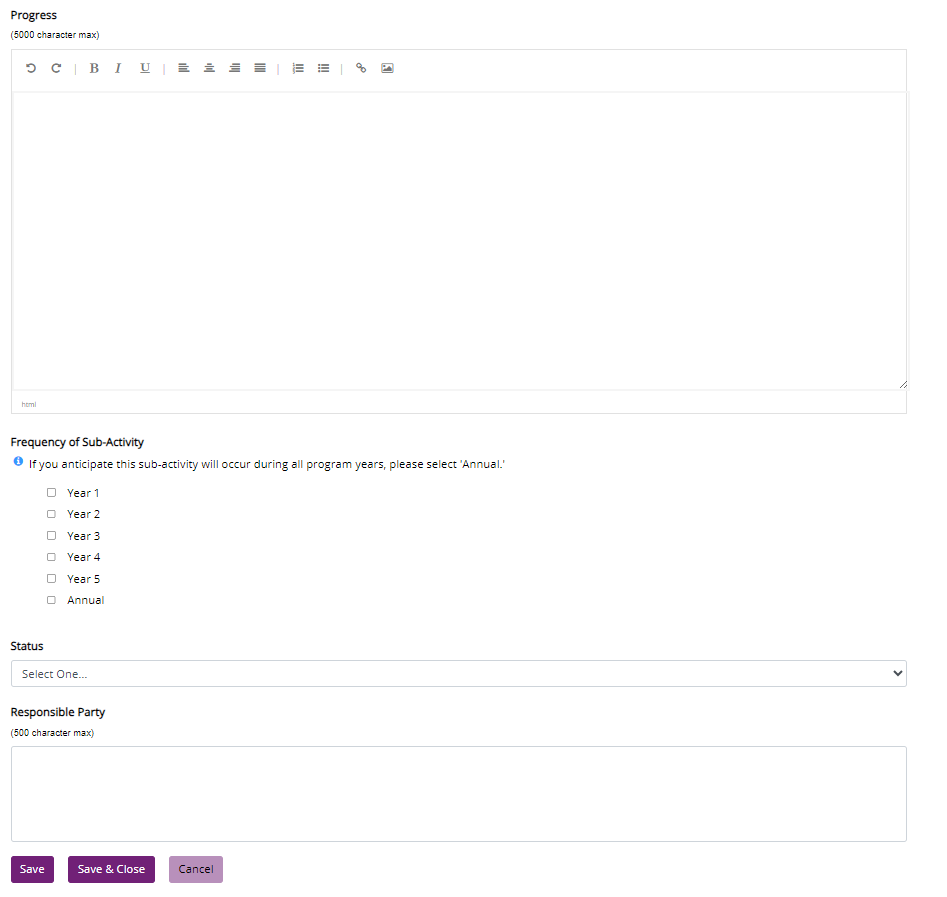 Progress
(5000 character max)
B I U
html
Frequency of Sub-Activity
If you anticipate this sub-activity will occur during all program years, please select 'Annual.'
Year 1
Year 2
Year 3
Year 4
Year 5
Annual
Status
Select One...
Responsible Party
(500 character max)
Save Save & Close Cancel